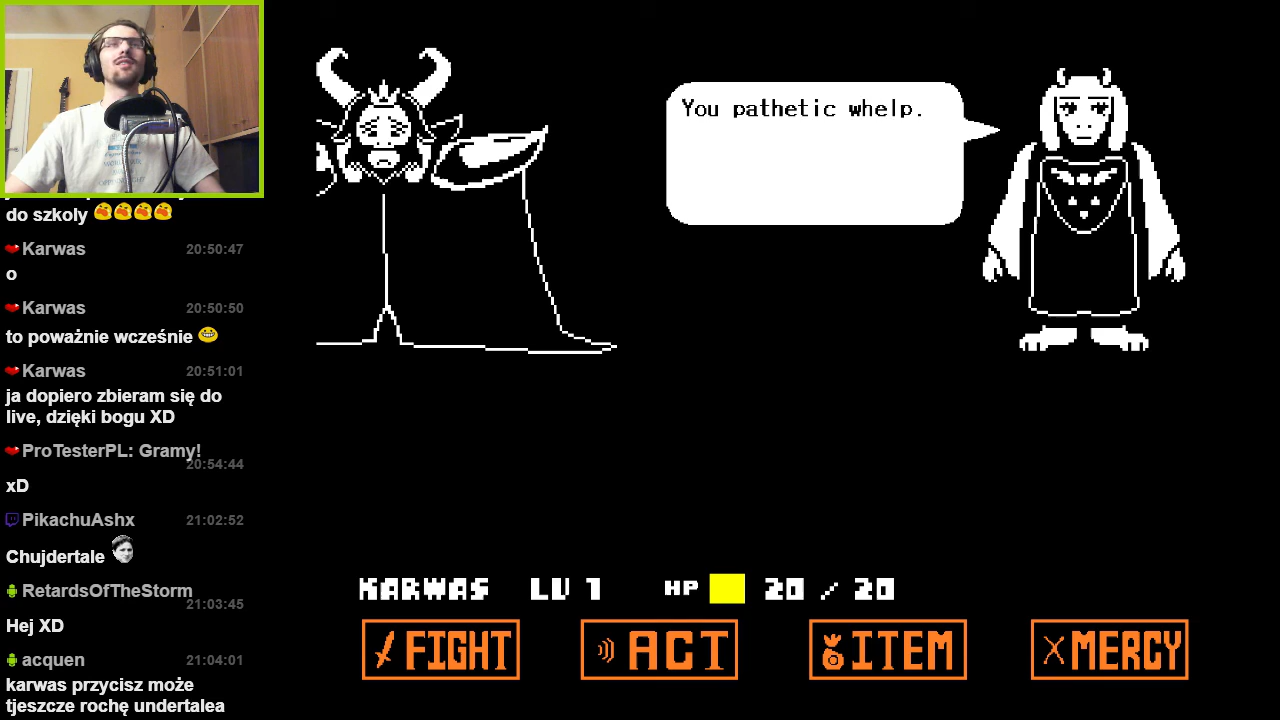 do szkoly
Karwas 20:50:47
o
Karwas 20:50:50
to poważnie wcześnie
Karwas 20:51:01
ja dopiero zbieram się do
live, dzięki bogu XD
ProTesterPL: Gramy!
20:54:44
xD
PikachuAshx 21:02:52
Chujdertale
RetardsOfTheStorm
21:03:45
Hej XD
acquen 21:04:01
karwas przycisz może
tjeszcze rochę undertalea
You pathetic whelp.
KARWAS LV 1 HP 20 / 20
FIGHT ACT ITEM MERCY